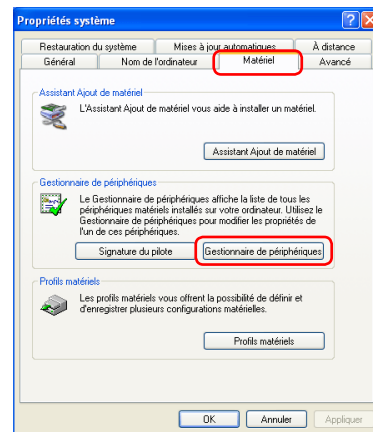 Propriétés système
Restauration du système Mises à jour automatiques À distance
Général Nom de l'ordinateur Matériel Avancé
Assistant Ajout de matériel
L'Assistant Ajout de matériel vous aide à installer un matériel.
Assistant Ajout de matériel
Gestionnaire de périphériques
Le Gestionnaire de périphériques affiche la liste de tous les
périphériques matériels installés sur votre ordinateur. Utilisez le
Gestionnaire de périphériques pour modifier les propriétés de
l'un de ces périphériques.
Signature du pilote Gestionnaire de périphériques
Profils matériels
Les profils matériels vous offrent la possibilité de définir et
d'enregistrer plusieurs configurations matérielles.
Profils matériels
OK Annuler Appliquer